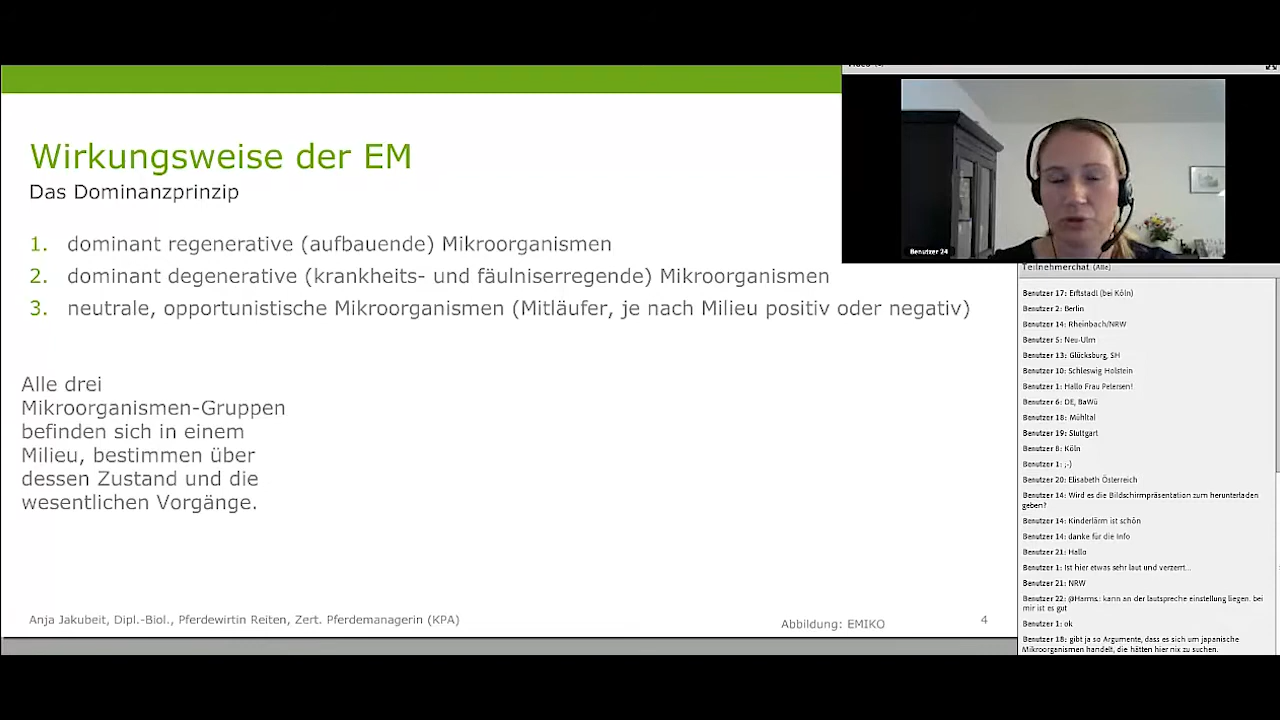 Wirkungsweise der EM
Das Dominanzprinzip
1. dominant regenerative (aufbauende) Mikroorganismen
2. dominant degenerative (krankheits- und fäulniserregende) Mikroorganismen
3. neutrale, opportunistische Mikroorganismen (Mitläufer, je nach Milieu positiv oder negativ)
Alle drei
Mikroorganismen-Gruppen
befinden sich in einem
Milieu, bestimmen über
dessen Zustand und die
wesentlichen Vorgänge.
Anja Jakubeit, Dipl.-Biol., Pferdewirtin Reiten, Zert. Pferdemanagerin (KPA)
Abbildung: EMIKO
4
Benutzer 24
Teilnehmerchat (Alle)
Benutzer 17: Erftstadt (bei Köln)
Benutzer 2: Berlin
Benutzer 14: Rheinbach/NRW
Benutzer 5: Neu-Ulm
Benutzer 13: Glücksburg, SH
Benutzer 10: Schleswig Holstein
Benutzer 1: Hallo Frau Petersen!
Benutzer 6: DE, BaWü
Benutzer 18: Mühltal
Benutzer 19: Stuttgart
Benutzer 8: Köln
Benutzer 1: ;-)
Benutzer 20: Elisabeth Österreich
Benutzer 14: Wird es die Bildschirmpräsentation zum herunterladen
geben?
Benutzer 14: Kinderlärm ist schön
Benutzer 14: danke für die Info
Benutzer 21: Hallo
Benutzer 1: Ist hier etwas sehr laut und verzerrt...
Benutzer 21: NRW
Benutzer 22: @Harms.: kann an der lautspreche einstellung liegen. bei
mir ist es gut
Benutzer 1: ok
Benutzer 18: gibt ja so Argumente, dass es sich um japanische
Mikroorganismen handelt, die hätten hier nix zu suchen.